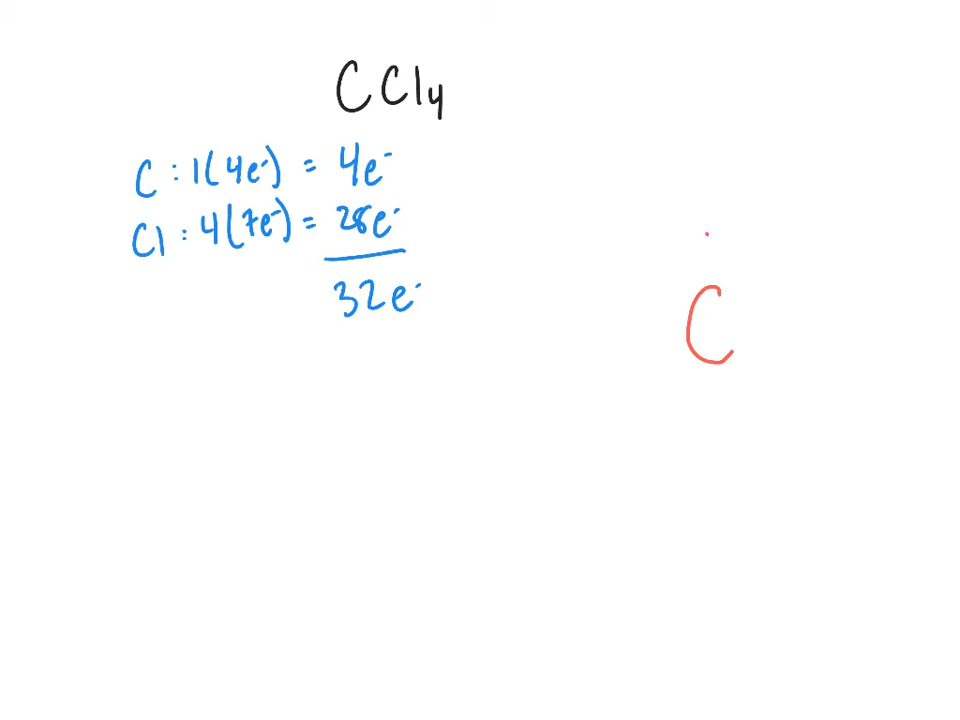 CCl4
C : 1(4e-) = 4e-
Cl : 4(7e-) = 28e-
32e-
C